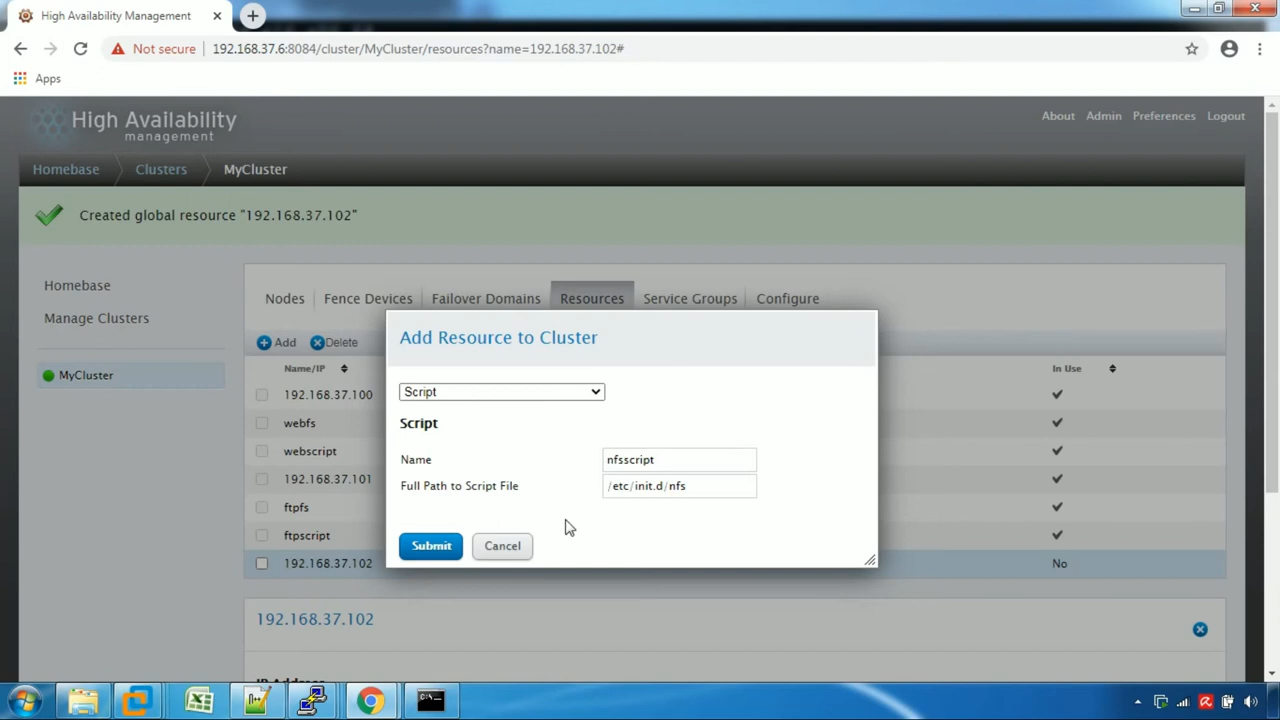 High Availability Management
Not secure
192.168.37.6:8084/cluster/MyCluster/resources?name=192.168.37.102#
Apps
High Availability
management
About Admin Preferences Logout
Homebase Clusters MyCluster
Created global resource "192.168.37.102"
Homebase
Manage Clusters
MyCluster
Nodes Fence Devices Failover Domains Resources Service Groups Configure
Add Delete
Name/IP In Use
192.168.37.100
webfs
webscript
192.168.37.101
ftpfs
ftpscript
192.168.37.102 No
Add Resource to Cluster
Script
Script
Name nfsscript
Full Path to Script File /etc/init.d/nfs
Submit Cancel
192.168.37.102